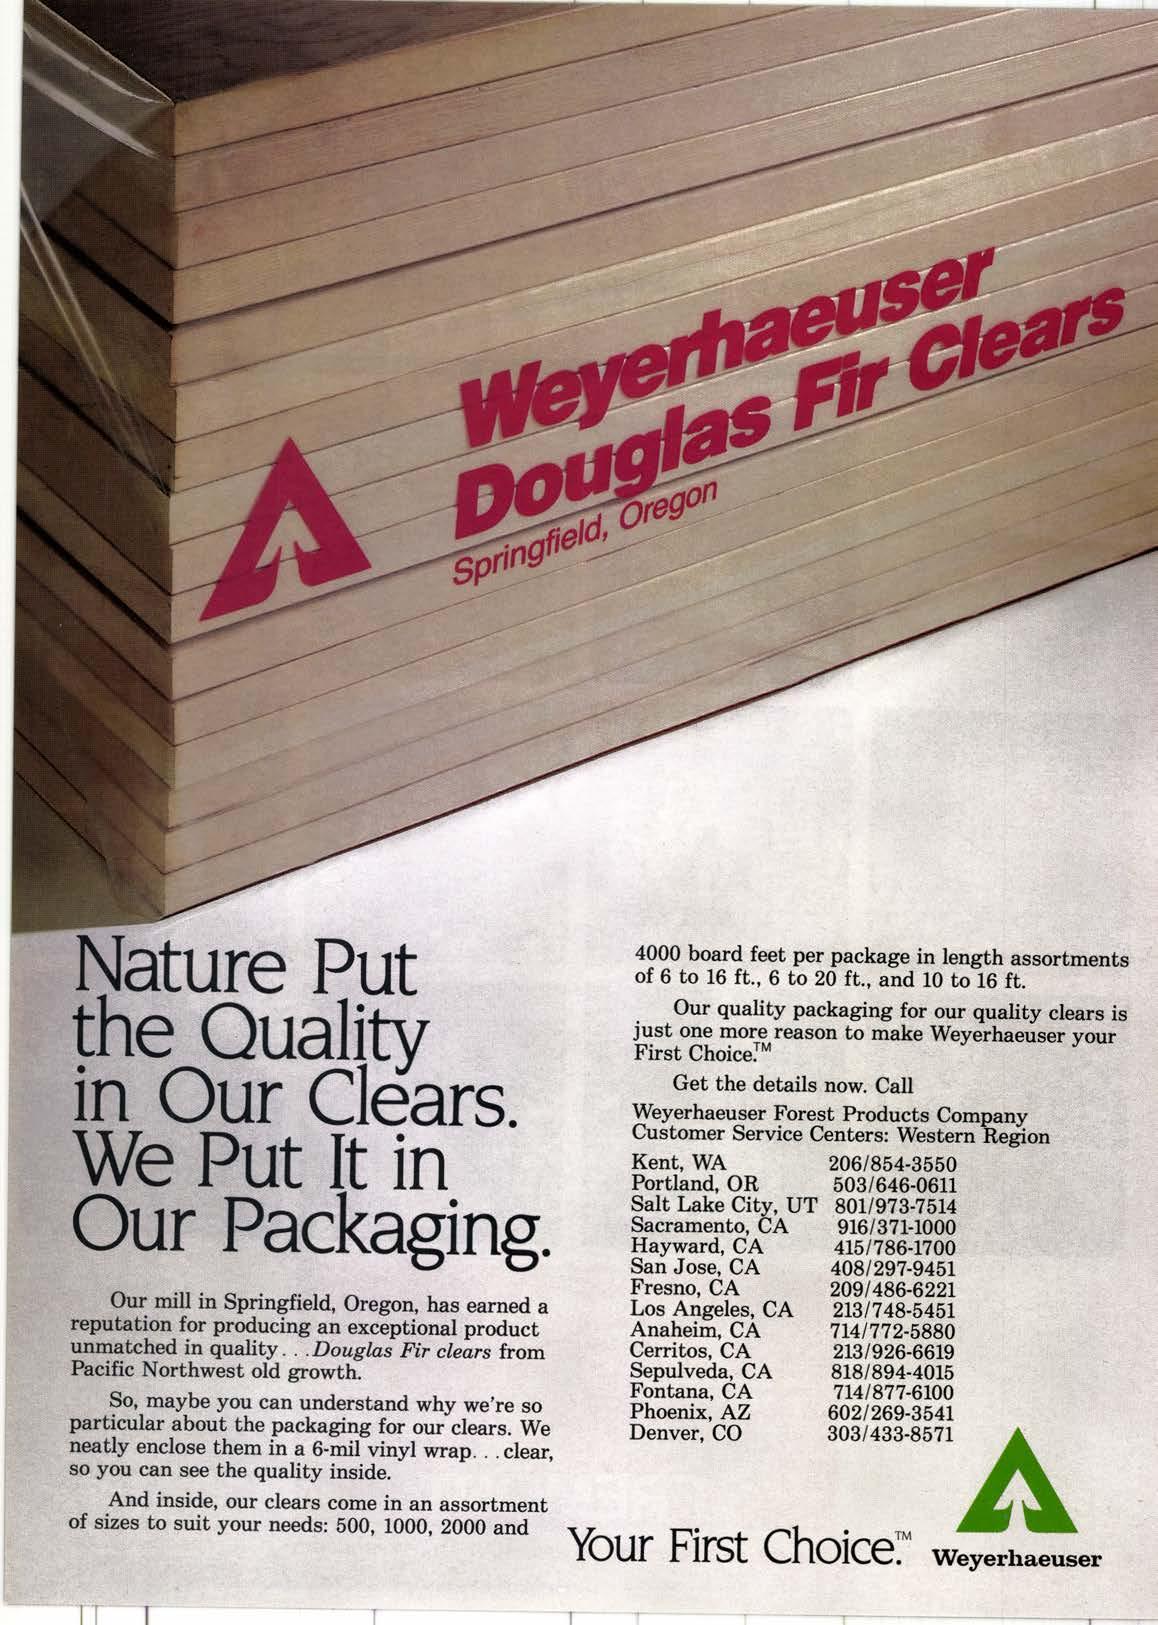 Weyerhaeuser
Douglas Fir Clears
Springfield, Oregon
Nature Put
the Quality
in Our Clears.
We Put It in
Our Packaging.
Our mill in Springfield, Oregon, has earned a
reputation for producing an exceptional product
unmatched in quality. . .Douglas Fir clears from
Pacific Northwest old growth.
So, maybe you can understand why we're so
particular about the packaging for our clears. We
neatly enclose them in a 6-mil vinyl wrap. . .clear,
so you can see the quality inside.
And inside, our clears come in an assortment
of sizes to suit your needs: 500, 1000, 2000 and
4000 board feet per package in length assortments
of 6 to 16 ft., 6 to 20 ft., and 10 to 16 ft.
Our quality packaging for our quality clears is
just one more reason to make Weyerhaeuser your
First Choice.™
Get the details now. Call
Weyerhaeuser Forest Products Company
Customer Service Centers: Western Region
Kent, WA 206/854-3550
Portland, OR 503/646-0611
Salt Lake City, UT 801/973-7514
Sacramento, CA 916/371-1000
Hayward, CA 415/786-1700
San Jose, CA 408/297-9451
Fresno, CA 209/486-6221
Los Angeles, CA 213/748-5451
Anaheim, CA 714/772-5880
Cerritos, CA 213/926-6619
Sepulveda, CA 818/894-4015
Fontana, CA 714/877-6100
Phoenix, AZ 602/269-3541
Denver, CO 303/433-8571
Your First Choice.™
Weyerhaeuser